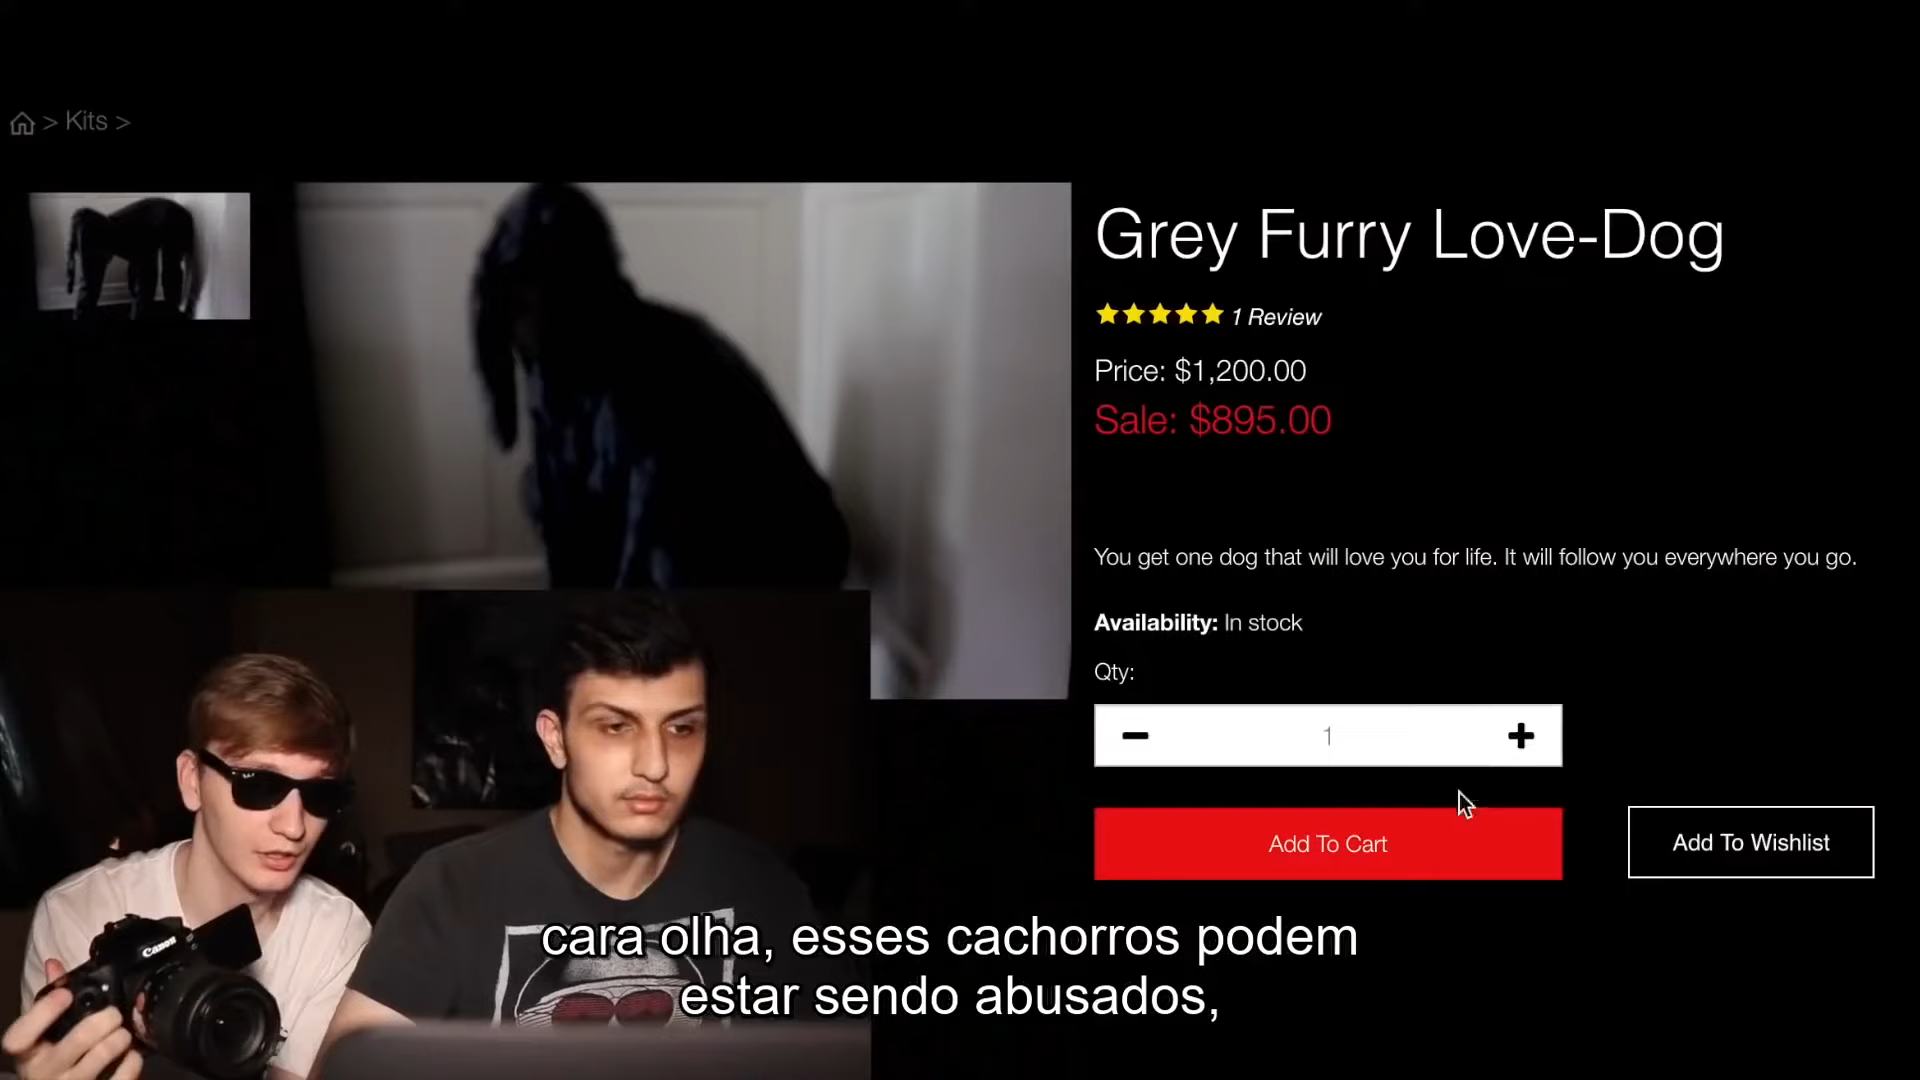 > Kits >
Grey Furry Love-Dog
1 Review
Price: $1,200.00
Sale: $895.00
You get one dog that will love you for life. It will follow you everywhere you go.
Availability: In stock
Qty:
1
Add To Cart
Add To Wishlist
Canon
cara olha, esses cachorros podem
estar sendo abusados,